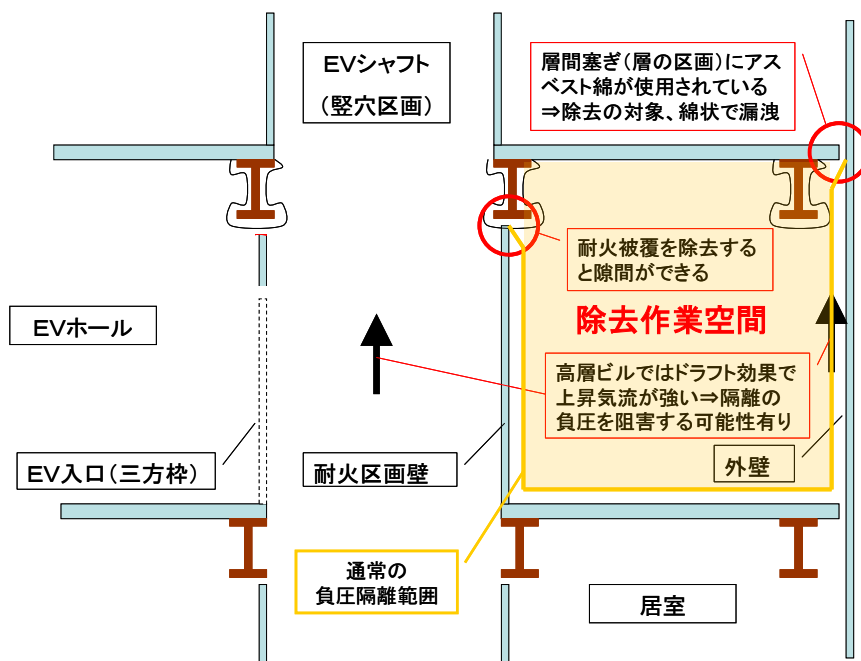 EVシャフト
(竪穴区画)
層間塞ぎ(層の区画)にアス
ベスト綿が使用されている
⇒除去の対象、綿状で漏洩
耐火被覆を除去する
と隙間ができる
EVホール
除去作業空間
高層ビルではドラフト効果で
上昇気流が強い⇒隔離の
負圧を阻害する可能性有り
EV入口(三方枠)
耐火区画壁
外壁
通常の
負圧隔離範囲
居室